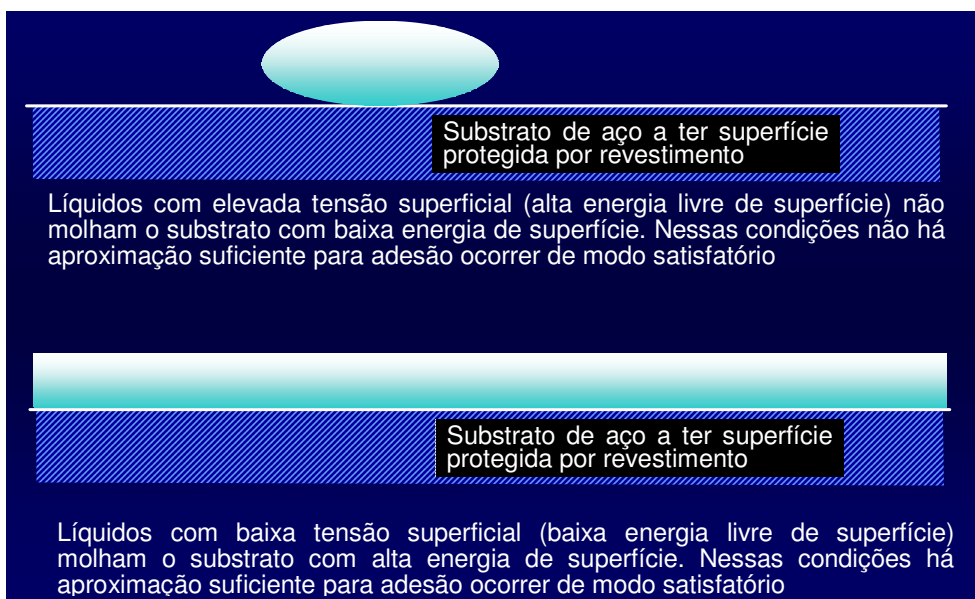 Substrato de aço a ter superfície
protegida por revestimento
Líquidos com elevada tensão superficial (alta energia livre de superfície) não
molham o substrato com baixa energia de superfície. Nessas condições não há
aproximação suficiente para adesão ocorrer de modo satisfatório
Substrato de aço a ter superfície
protegida por revestimento
Líquidos com baixa tensão superficial (baixa energia livre de superfície)
molham o substrato com alta energia de superfície. Nessas condições há
aproximação suficiente para adesão ocorrer de modo satisfatório